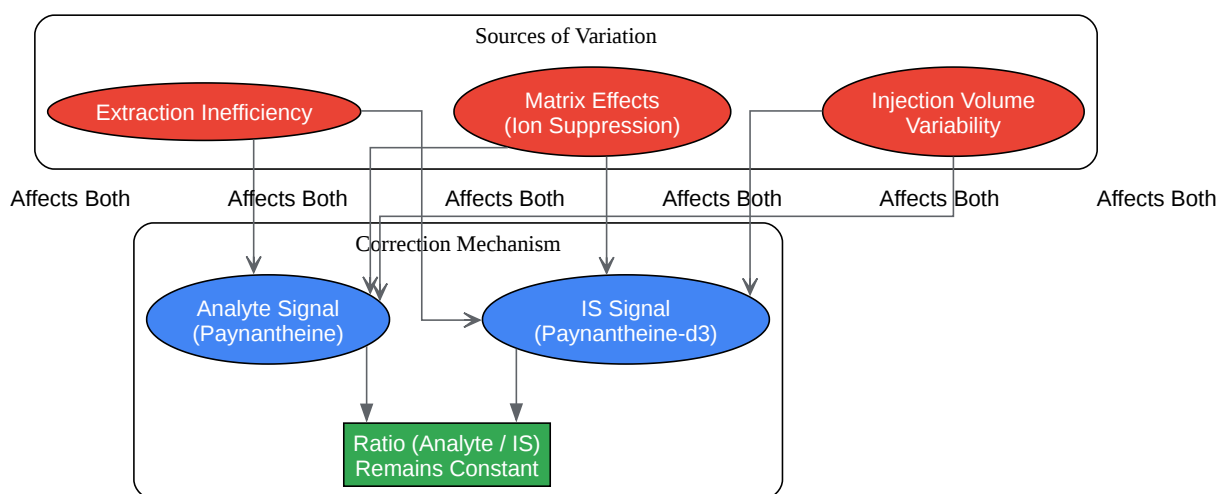 Sources of Variation
Extraction Inefficiency
Matrix Effects
(Ion Suppression)
Injection Volume
Variability
Affects Both
Affects Both
Affects Both
Affects Both
Affects Both
Affects Both
Correction Mechanism
Analyte Signal
(Paynantheine)
IS Signal
(Paynantheine-d3)
Ratio (Analyte / IS)
Remains Constant